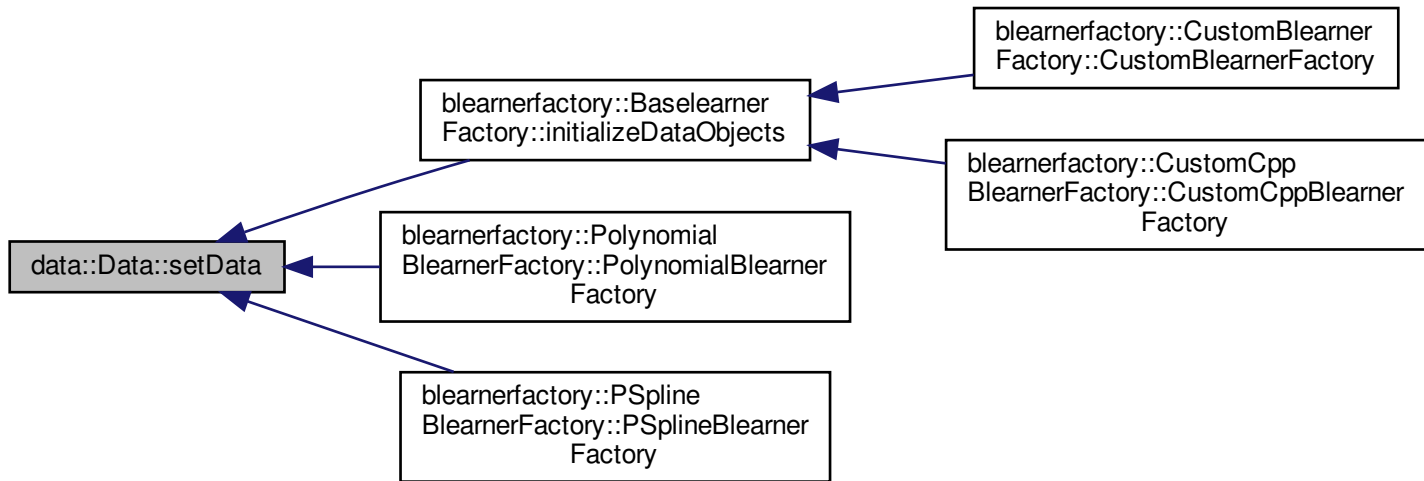 data::Data::setData
blearnerfactory::Baselearner
Factory::initializeDataObjects
blearnerfactory::CustomBlearner
Factory::CustomBlearnerFactory
blearnerfactory::CustomCpp
BlearnerFactory::CustomCppBlearner
Factory
blearnerfactory::Polynomial
BlearnerFactory::PolynomialBlearner
Factory
blearnerfactory::PSpline
BlearnerFactory::PSplineBlearner
Factory